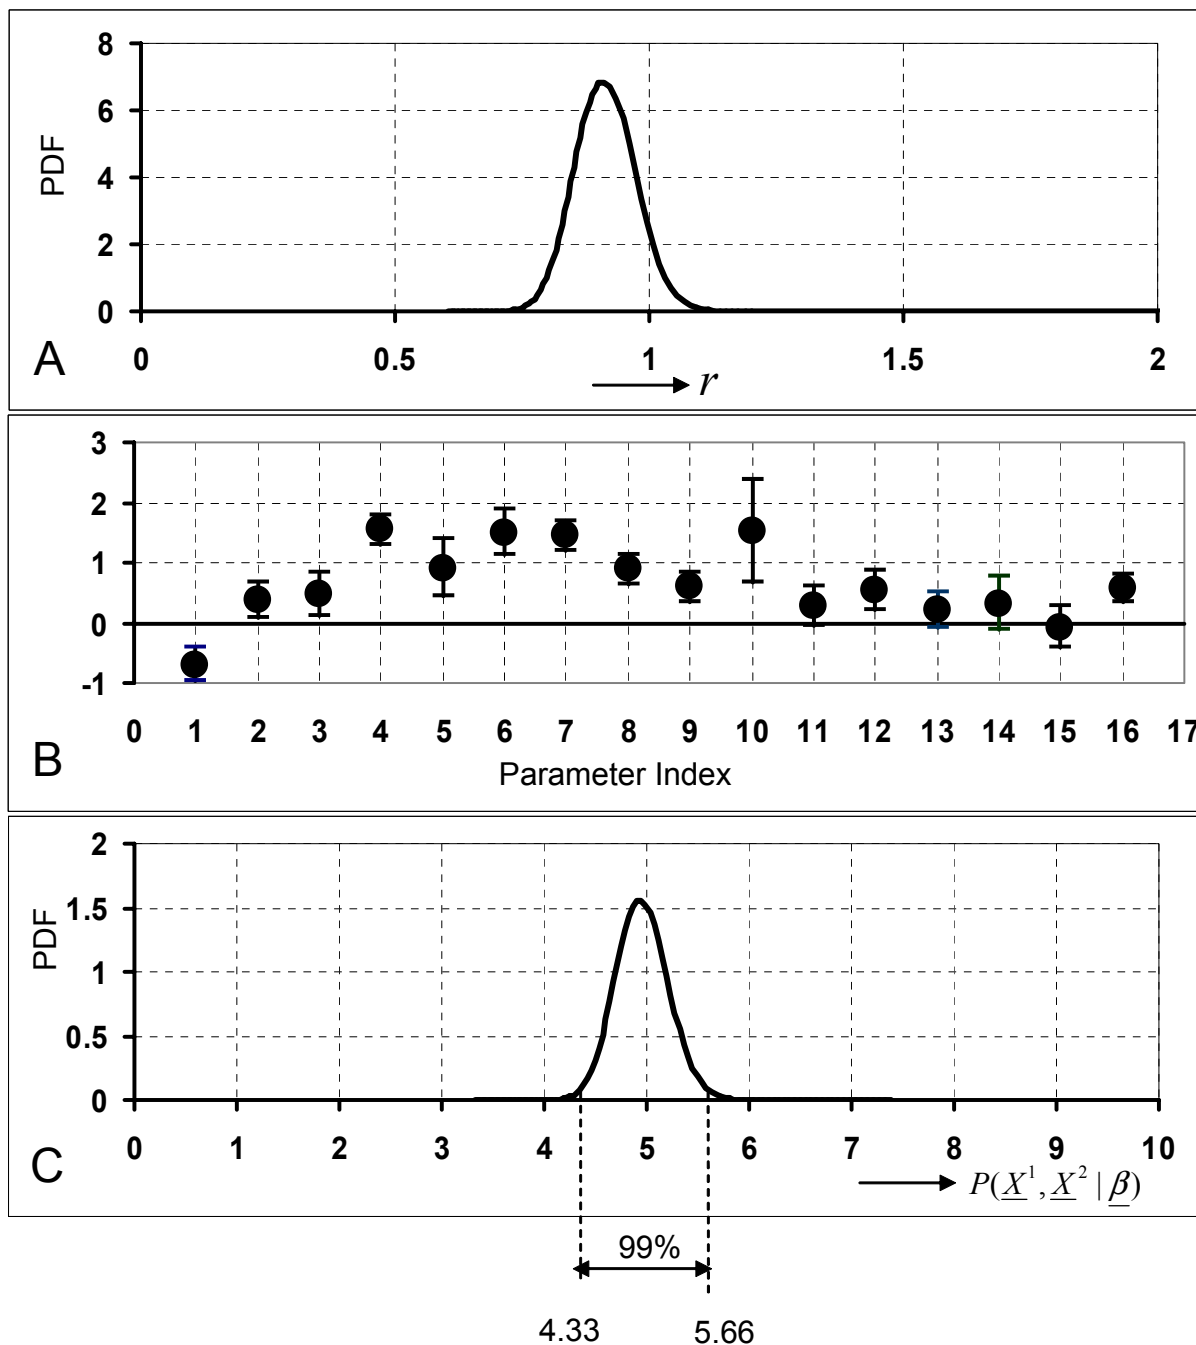 8
6
4
2
0
PDF
0 0.5 1 1.5 2
A
r
3
2
1
0
-1
0 1 2 3 4 5 6 7 8 9 10 11 12 13 14 15 16 17
B
Parameter Index
2
1.5
1
0.5
0
PDF
0 1 2 3 4 5 6 7 8 9 10
C
P(X¹, X² | β)
99%
4.33 5.66